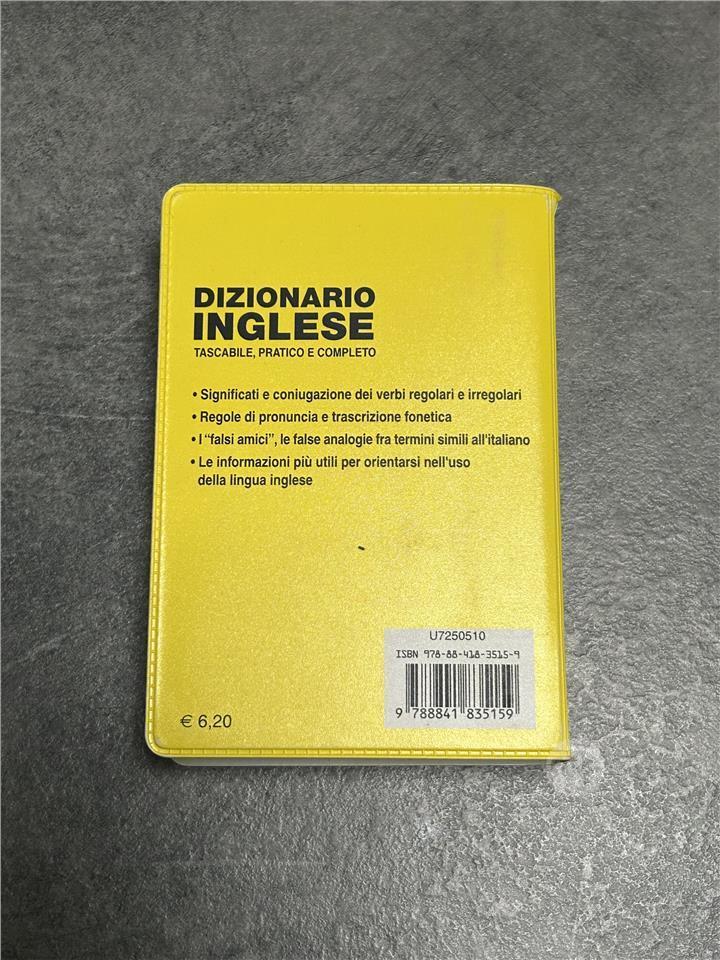 DIZIONARIO
INGLESE
TASCABILE, PRATICO E COMPLETO
• Significati e coniugazione dei verbi regolari e irregolari
• Regole di pronuncia e trascrizione fonetica
• I “falsi amici”, le false analogie fra termini simili all'italiano
• Le informazioni più utili per orientarsi nell'uso
della lingua inglese
U7250510
ISBN 978-88-418-3515-9
9 788841 835159
€ 6,20